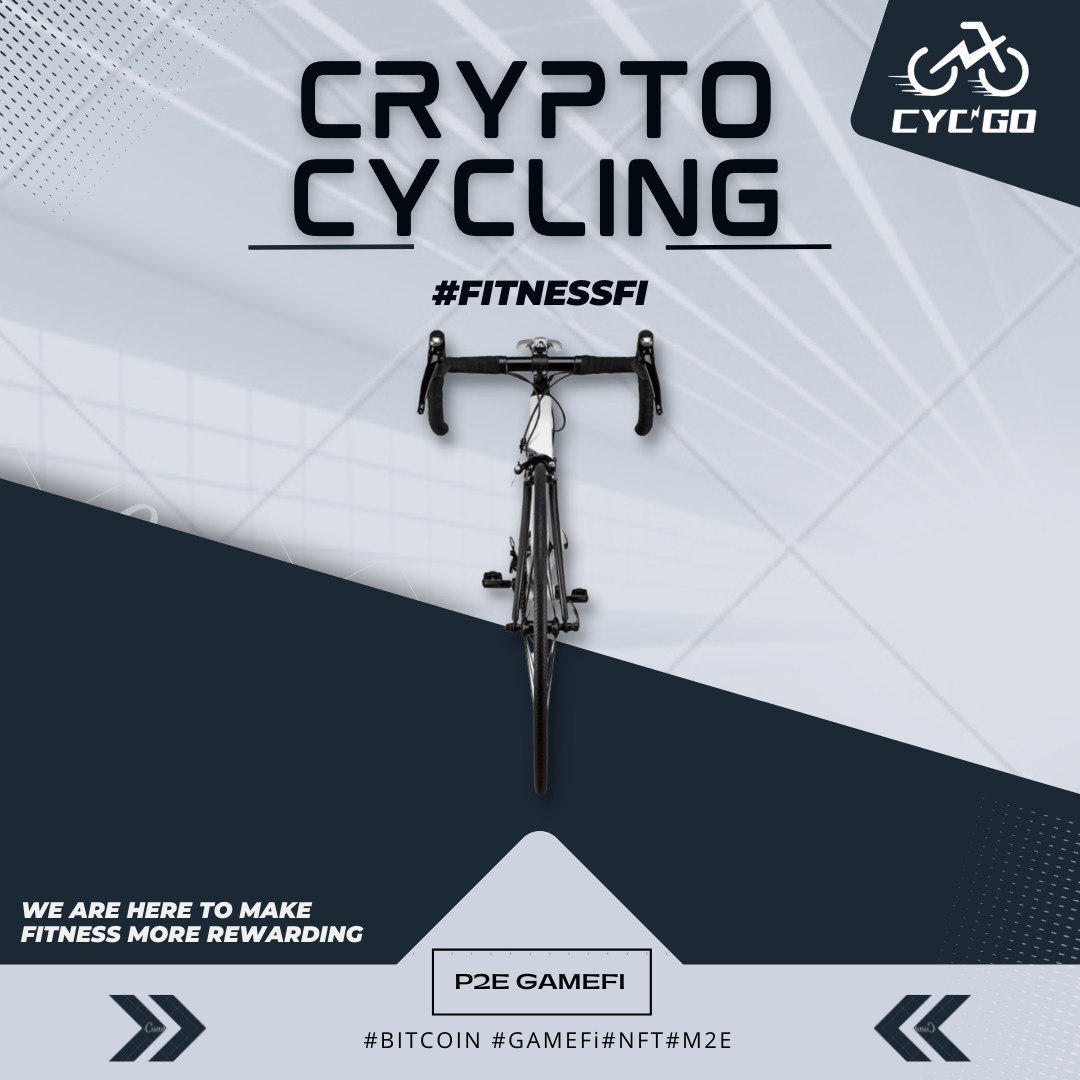 CRYPTO
CYCLING
CYC'N'GO
#FITNESSFI
WE ARE HERE TO MAKE
FITNESS MORE REWARDING
P2E GAMEFI
#BITCOIN #GAMEFi#NFT#M2E